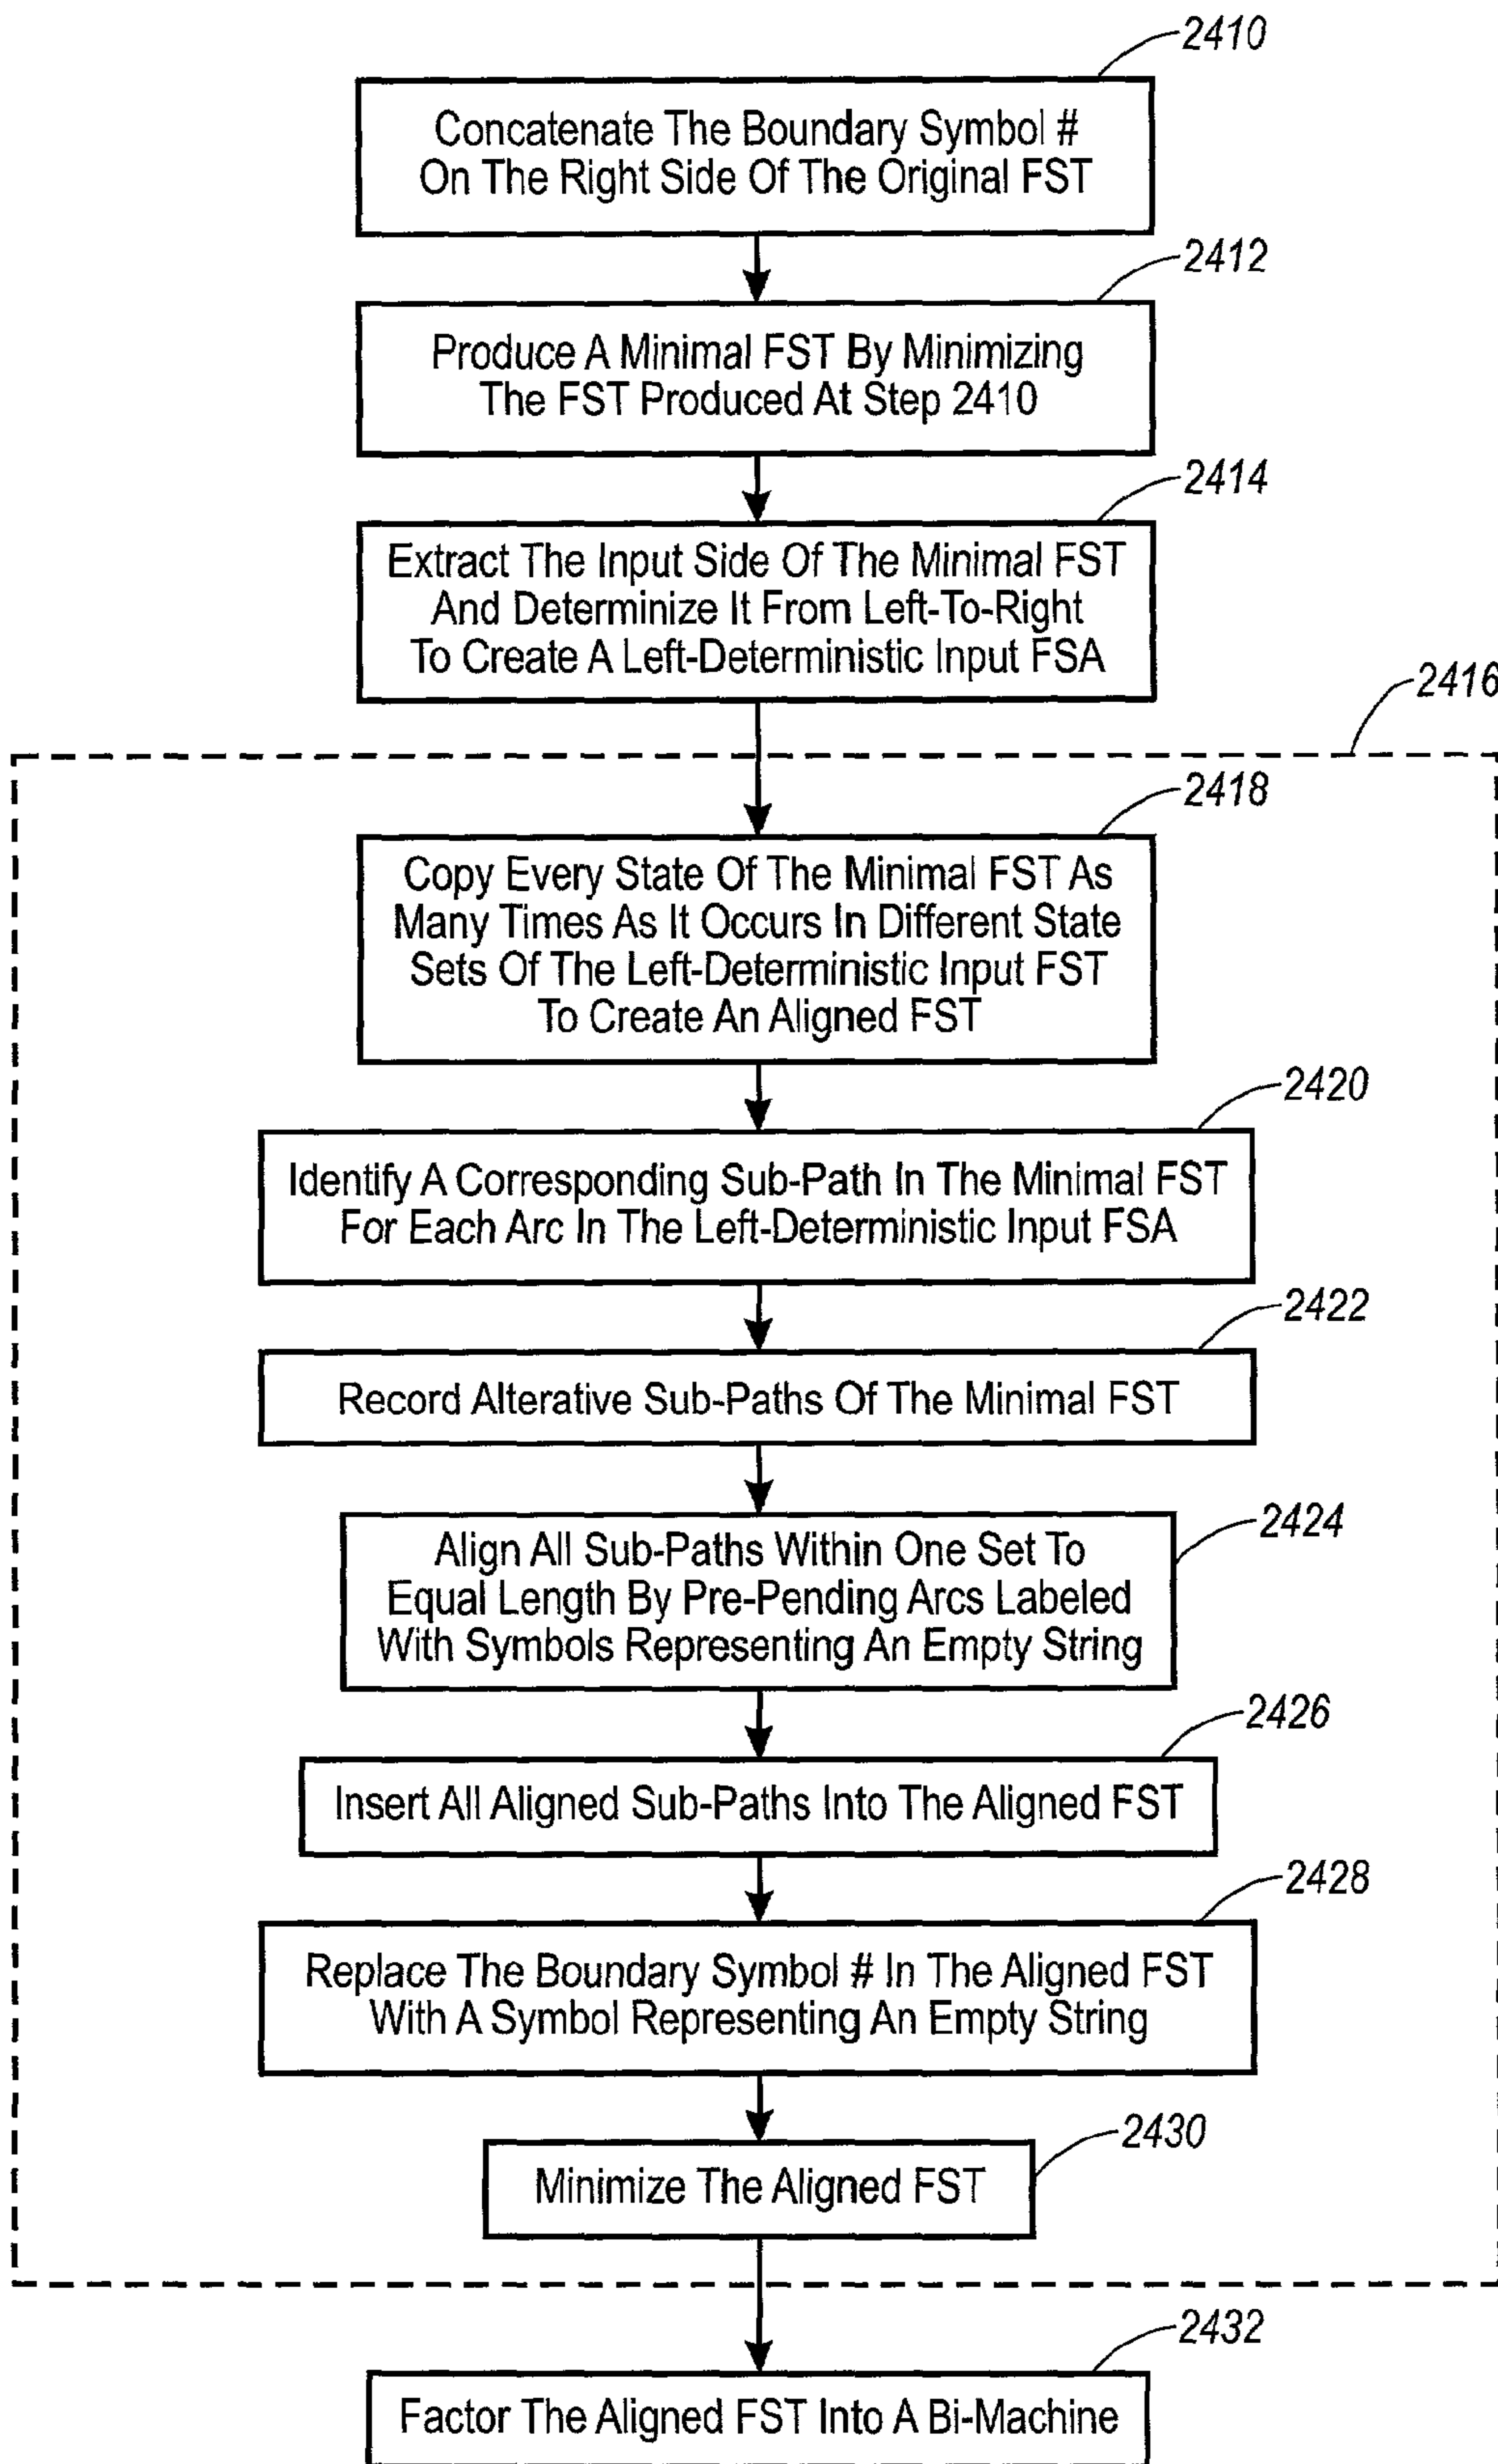 2410
Concatenate The Boundary Symbol #
On The Right Side Of The Original FST
2412
Produce A Minimal FST By Minimizing
The FST Produced At Step 2410
2414
Extract The Input Side Of The Minimal FST
And Determinize It From Left-To-Right
To Create A Left-Deterministic Input FSA
2416
2418
Copy Every State Of The Minimal FST As
Many Times As It Occurs In Different State
Sets Of The Left-Deterministic Input FST
To Create An Aligned FST
2420
Identify A Corresponding Sub-Path In The Minimal FST
For Each Arc In The Left-Deterministic Input FSA
2422
Record Alterative Sub-Paths Of The Minimal FST
2424
Align All Sub-Paths Within One Set To
Equal Length By Pre-Pending Arcs Labeled
With Symbols Representing An Empty String
2426
Insert All Aligned Sub-Paths Into The Aligned FST
2428
Replace The Boundary Symbol # In The Aligned FST
With A Symbol Representing An Empty String
2430
Minimize The Aligned FST
2432
Factor The Aligned FST Into A Bi-Machine